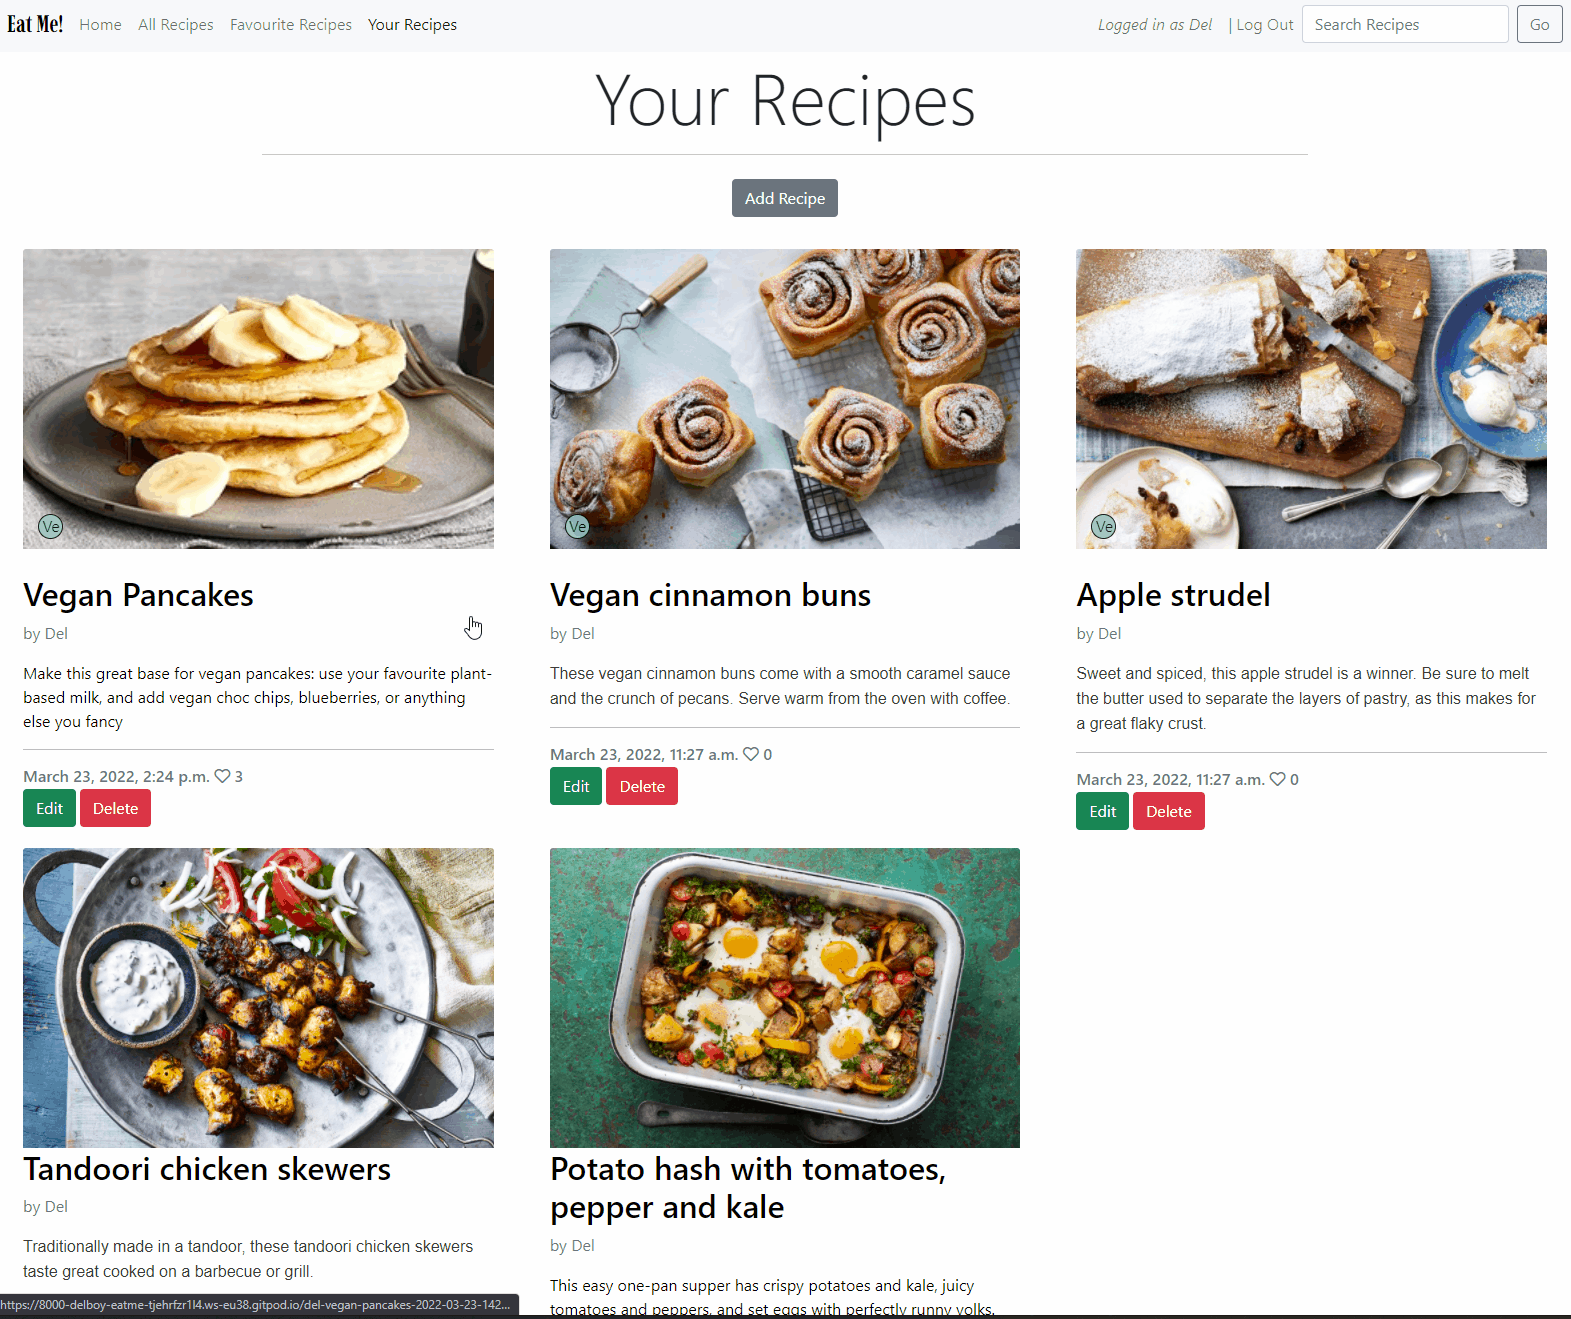 Eat Me! Home All Recipes Favourite Recipes Your Recipes Logged in as Del | Log Out Search Recipes Go
Your Recipes
Add Recipe
Ve
Vegan Pancakes
by Del
Make this great base for vegan pancakes: use your favourite plant-
based milk, and add vegan choc chips, blueberries, or anything
else you fancy
March 23, 2022, 2:24 p.m. 3
Edit Delete
Ve
Vegan cinnamon buns
by Del
These vegan cinnamon buns come with a smooth caramel sauce
and the crunch of pecans. Serve warm from the oven with coffee.
March 23, 2022, 11:27 a.m. 0
Edit Delete
Ve
Apple strudel
by Del
Sweet and spiced, this apple strudel is a winner. Be sure to melt
the butter used to separate the layers of pastry, as this makes for
a great flaky crust.
March 23, 2022, 11:27 a.m. 0
Edit Delete
Tandoori chicken skewers
by Del
Traditionally made in a tandoor, these tandoori chicken skewers
taste great cooked on a barbecue or grill.
Potato hash with tomatoes,
pepper and kale
by Del
This easy one-pan supper has crispy potatoes and kale, juicy
tomatoes and peppers, and set eggs with perfectly runny yolks.
https://8000-delboy-eatme-tjehrfzr1l4.ws-eu38.gitpod.io/del-vegan-pancakes-2022-03-23-142...